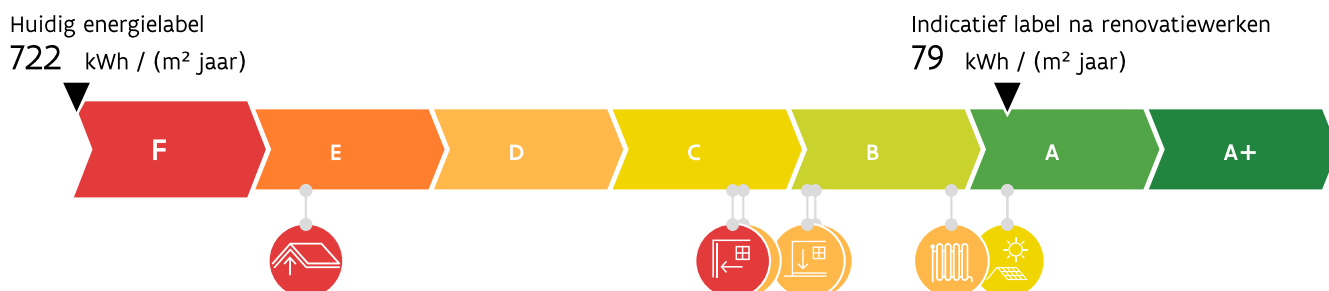 Huidig energielabel
722 kWh / (m² jaar)
Indicatief label na renovatiewerken
79 kWh / (m² jaar)
F E D C B A A+